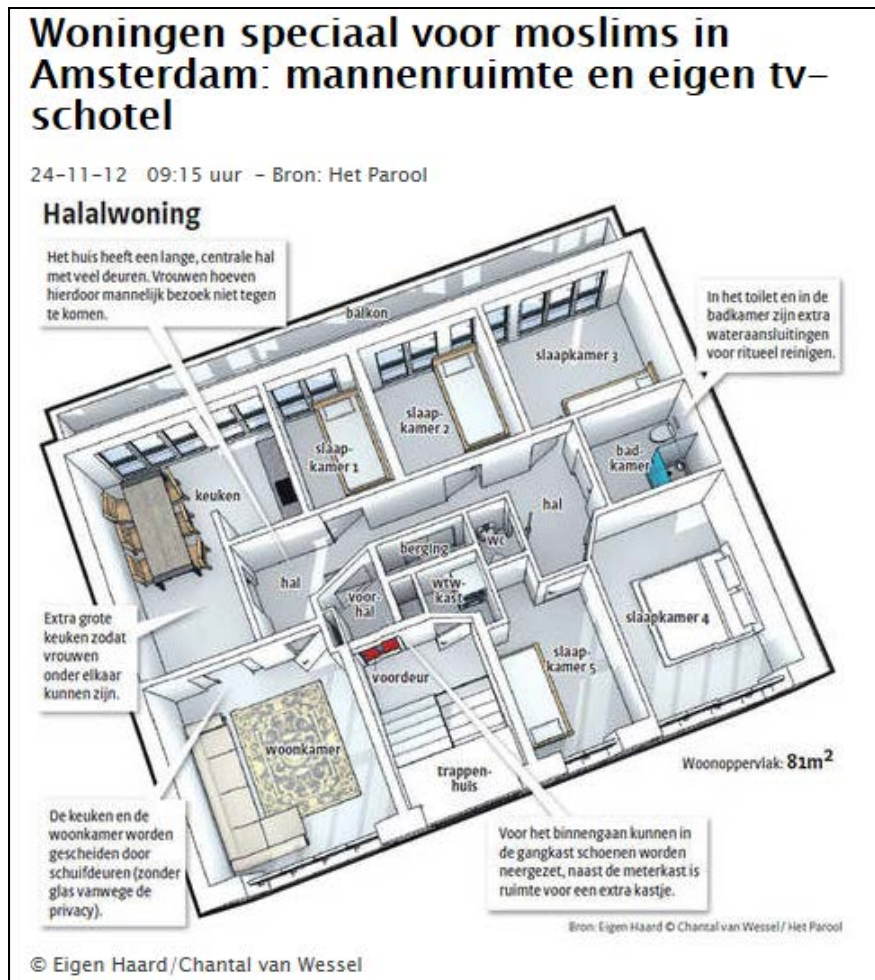 Woningen speciaal voor moslims in
Amsterdam: mannenruimte en eigen tv-
schotel
24-11-12 09:15 uur - Bron: Het Parool
Halalwoning
Het huis heeft een lange, centrale hal
met veel deuren. Vrouwen hoeven
hierdoor mannelijk bezoek niet tegen
te komen.
In het toilet en in de
badkamer zijn extra
wateraansluitingen
voor ritueel reinigen.
balkon
slaapkamer 3
slaap-
kamer 2
slaap-
kamer 1
bad-
kamer
keuken
hal
wc
berging
hal
voor-
hal
wtw-
kast
slaapkamer 4
Extra grote
keuken zodat
vrouwen
onder elkaar
kunnen zijn.
slaap-
kamer 5
voordeur
woonkamer
trappen-
huis
Woonoppervlak: 81m²
De keuken en de
woonkamer worden
gescheiden door
schuifdeuren (zonder
glas vanwege de
privacy).
Voor het binnengaan kunnen in
de gangkast schoenen worden
neergezet, naast de meterkast is
ruimte voor een extra kastje.
Bron: Eigen Haard © Chantal van Wessel / Het Parool
© Eigen Haard/Chantal van Wessel